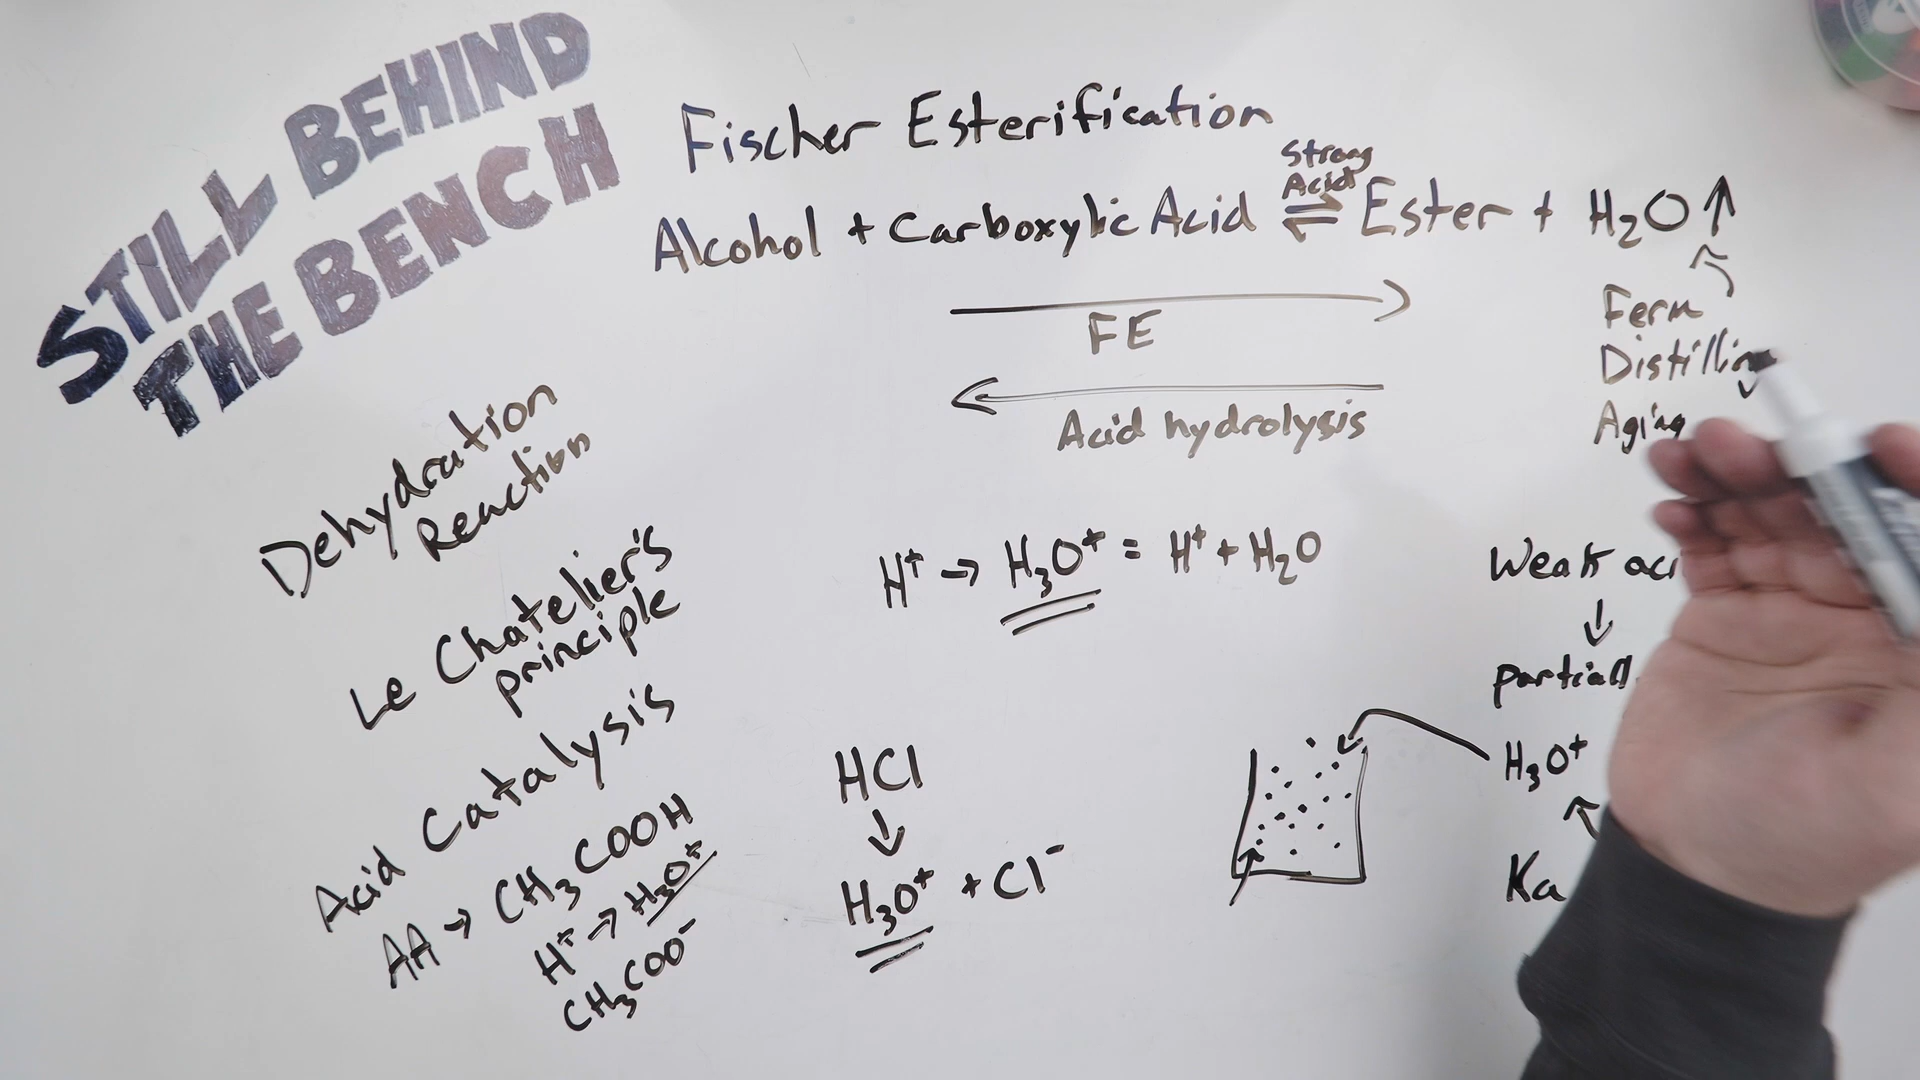 STILL BEHIND
THE BENCH
Fischer Esterification
Strong
Acid
Alcohol + Carboxylic Acid ⇌ Ester + H₂O ↑
FE
Acid hydrolysis
Ferm
Distilling
Aging
Dehydration
Reaction
Le Chatelier's
principle
Acid Catalysis
AA → CH₃COOH
H⁺ → H₃O⁺
CH₃COO⁻
H⁺ → H₃O⁺ = H⁺ + H₂O
HCl
↓
H₃O⁺ + Cl⁻
Weak
↓
H₃O⁺
Ka